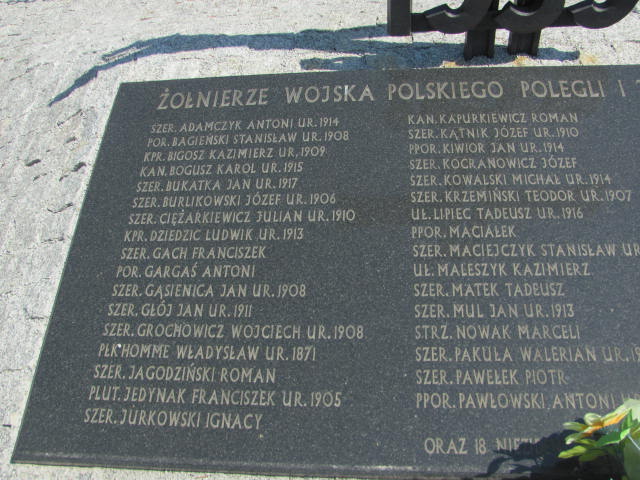 ŻOŁNIERZE WOJSKA POLSKIEGO POLEGLI I
SZER. ADAMCZYK ANTONI UR. 1914
POR. BAGIEŃSKI STANISŁAW UR. 1908
KPR. BIGOSZ KAZIMIERZ UR. 1909
KAN. BOGUSZ KAROL UR. 1915
SZER. BUKATKA JAN UR. 1917
SZER. BURLIKOWSKI JÓZEF UR. 1906
SZER. CIĘŻARKIEWICZ JULIAN UR. 1910
KPR. DZIEDZIC LUDWIK UR. 1913
SZER. GACH FRANCISZEK
POR. GARGAŚ ANTONI
SZER. GĄSIENICA JAN UR. 1908
SZER. GŁÓJ JAN UR. 1911
SZER. GROCHOWICZ WOJCIECH UR. 1908
PŁK HOMME WŁADYSŁAW UR. 1871
SZER. JAGODZIŃSKI ROMAN
PLUT. JEDYNAK FRANCISZEK UR. 1905
SZER. JURKOWSKI IGNACY
KAN. KAPURKIEWICZ ROMAN
SZER. KĄTNIK JÓZEF UR. 1910
PPOR. KIWIOR JAN UR. 1914
SZER. KOCRANOWICZ JÓZEF
SZER. KOWALSKI MICHAŁ UR. 1914
SZER. KRZEMIŃSKI TEODOR UR. 1907
UŁ. LIPIEC TADEUSZ UR. 1916
PPOR. MACIAŁEK
SZER. MACIEJCZYK STANISŁAW UR
UŁ. MALESZYK KAZIMIERZ
SZER. MATEK TADEUSZ
SZER. MUL JAN UR. 1913
STRZ. NOWAK MARCELI
SZER. PAKUŁA WALERIAN UR. 1
SZER. PAWEŁEK PIOTR
PPOR. PAWŁOWSKI ANTONI
ORAZ 18